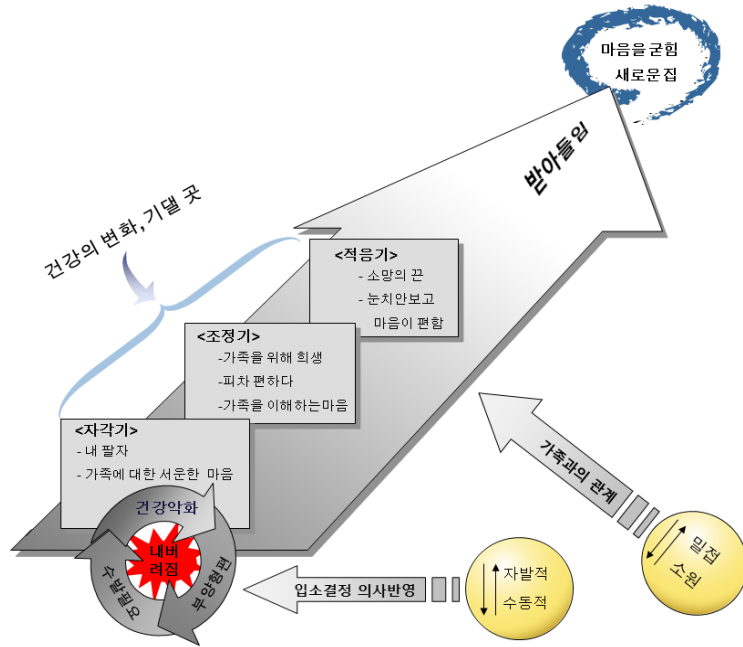 마음을 굳힘
새로운집
받아들임
건강의 변화, 기댈 곳
<적응기>
- 소망의 끈
- 눈치안보고
마음이 편함
<조정기>
-가족을 위해 희생
-피차 편하다
-가족을 이해하는마음
<자각기>
- 내 팔자
- 가족에 대한 서운한 마음
건강악화
내버
려짐
수발필요
부양형편
입소결정 의사반영
자발적
수동적
가족과의 관계
밀접
소원